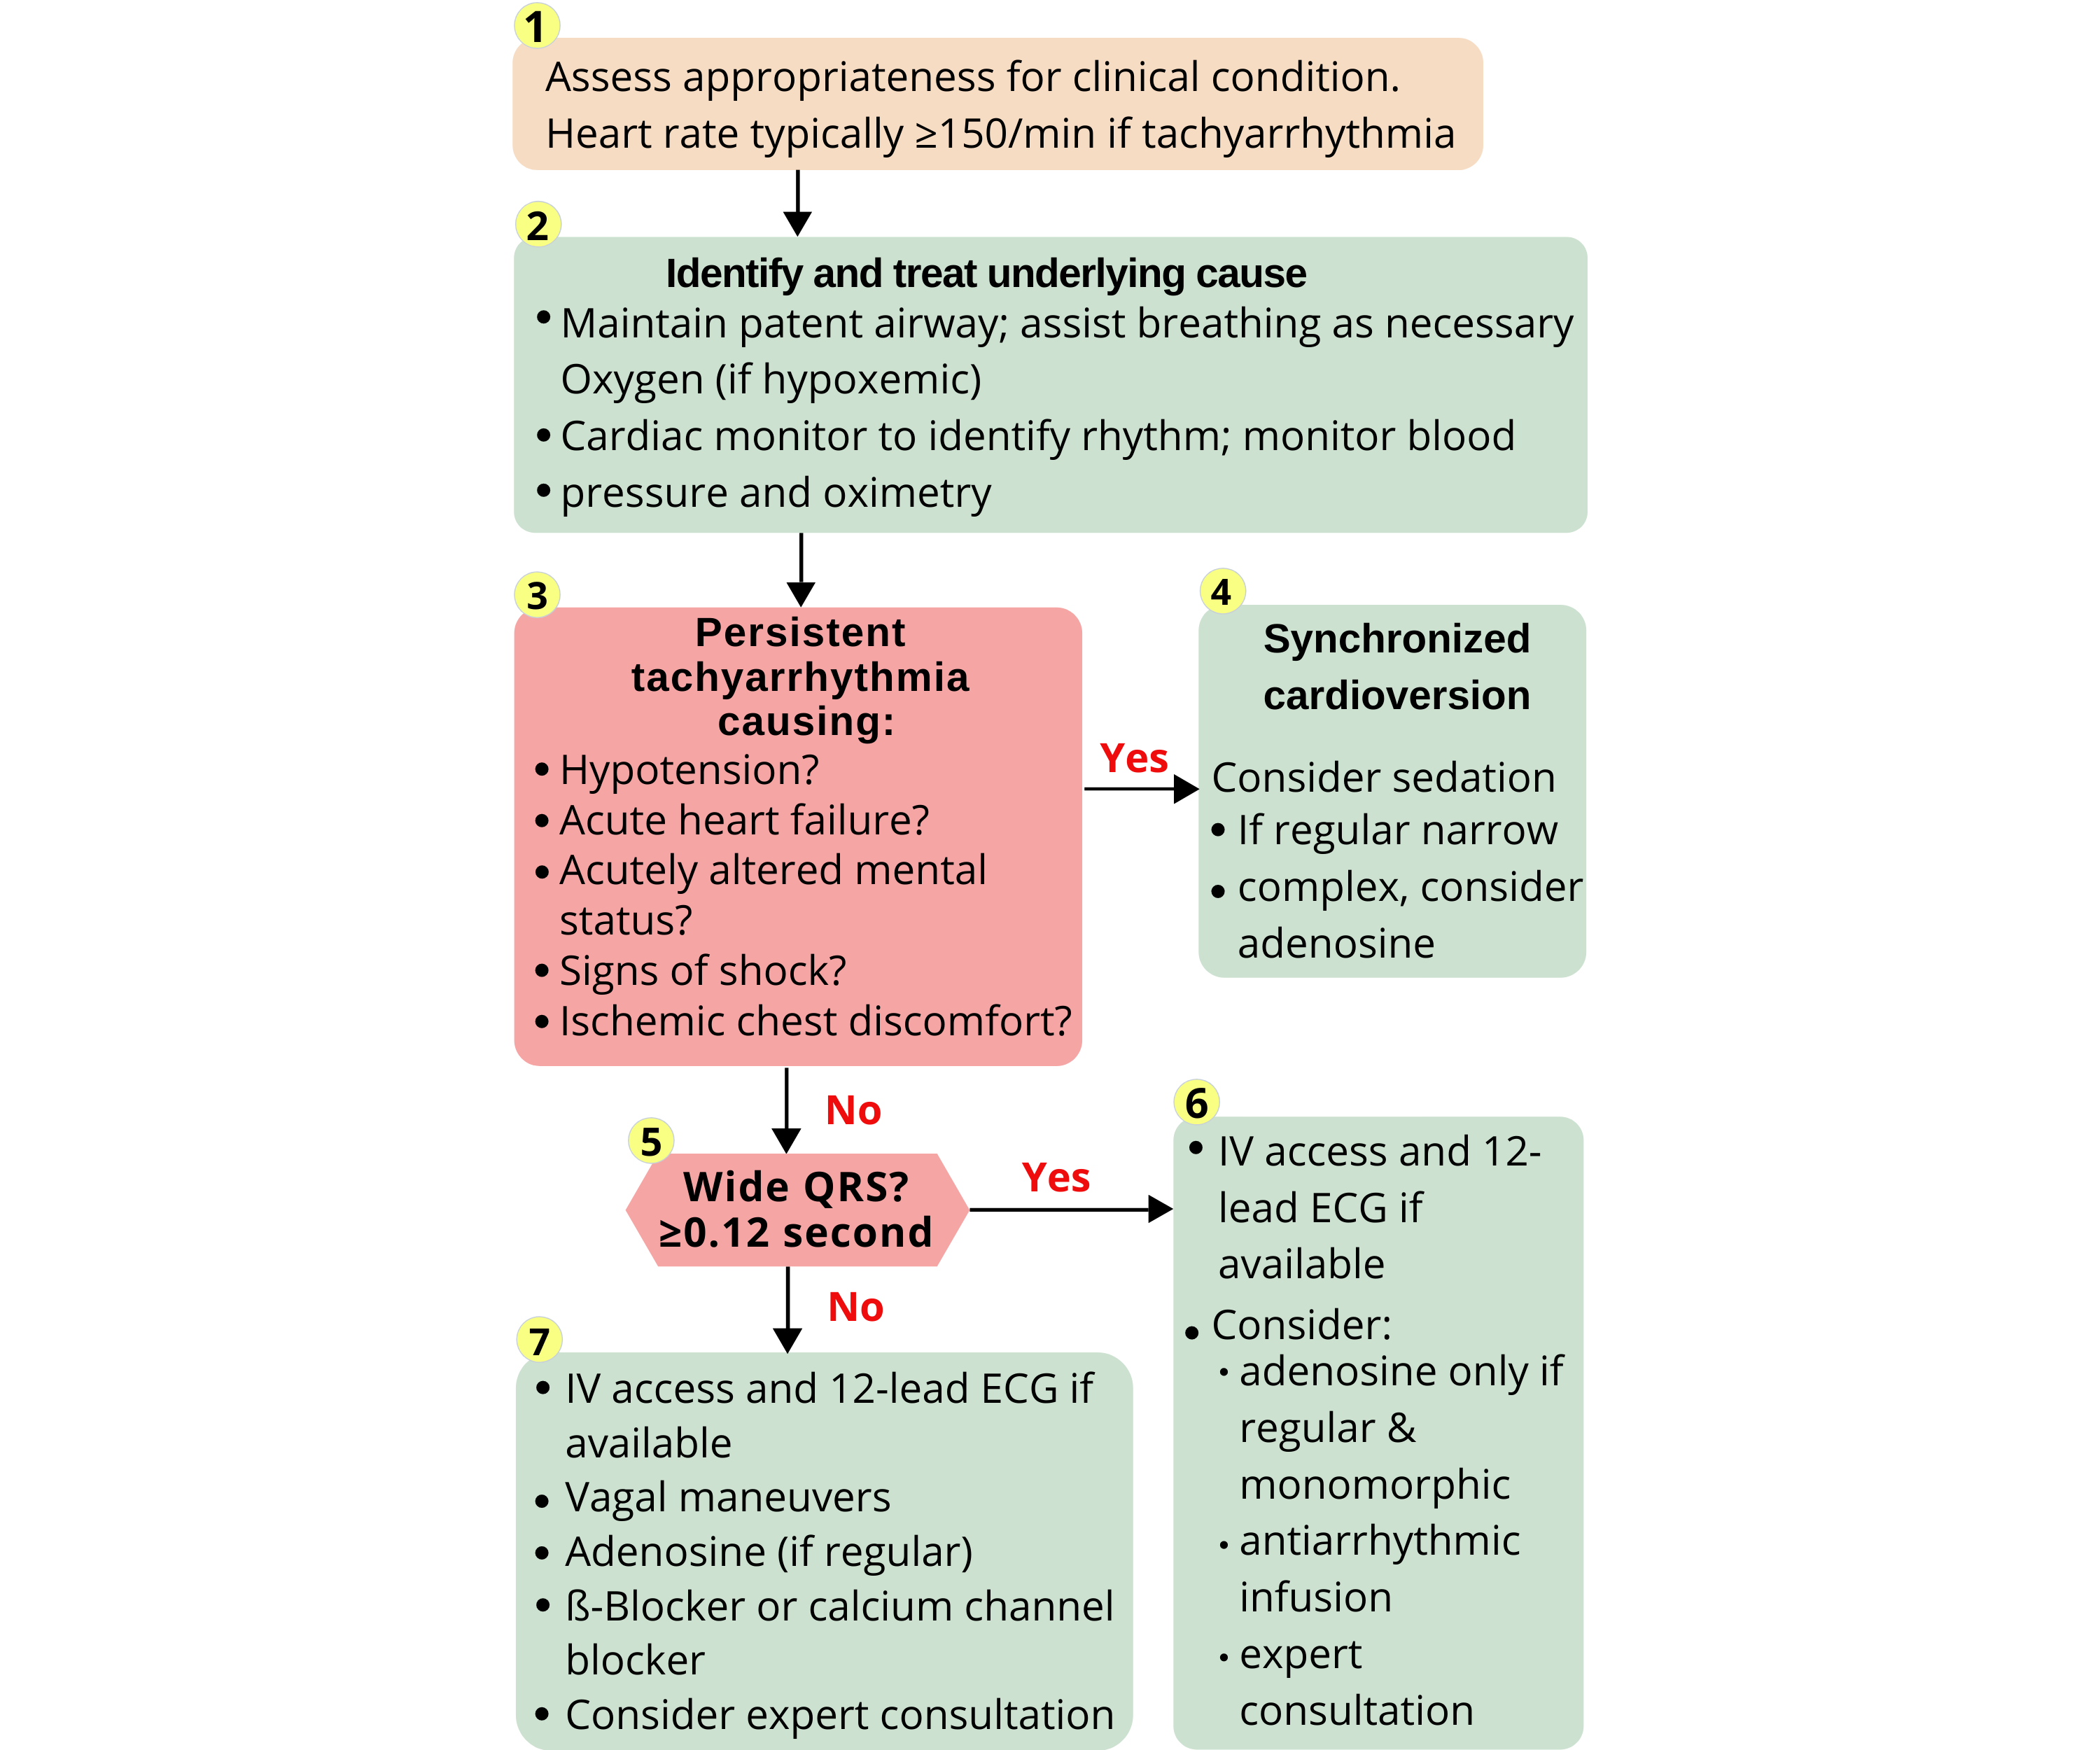 1
Assess appropriateness for clinical condition.
Heart rate typically ≥150/min if tachyarrhythmia
2
Identify and treat underlying cause
• Maintain patent airway; assist breathing as necessary
Oxygen (if hypoxemic)
• Cardiac monitor to identify rhythm; monitor blood
• pressure and oximetry
3
Persistent
tachyarrhythmia
causing:
• Hypotension?
• Acute heart failure?
• Acutely altered mental
status?
• Signs of shock?
• Ischemic chest discomfort?
Yes
4
Synchronized
cardioversion
Consider sedation
• If regular narrow
• complex, consider
adenosine
No
5
Wide QRS?
≥0.12 second
Yes
6
• IV access and 12-
lead ECG if
available
• Consider:
• adenosine only if
regular &
monomorphic
• antiarrhythmic
infusion
• expert
consultation
No
7
• IV access and 12-lead ECG if
available
• Vagal maneuvers
• Adenosine (if regular)
• ß-Blocker or calcium channel
blocker
• Consider expert consultation